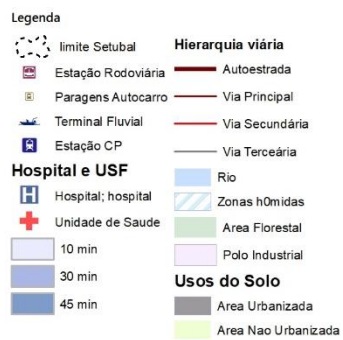 Legenda
limite Setubal
Estação Rodoviária
Paragens Autocarro
Terminal Fluvial
Estação CP
Hospital e USF
H Hospital; hospital
Unidade de Saude
10 min
30 min
45 min
Hierarquia viária
Autoestrada
Via Principal
Via Secundária
Via Terceária
Rio
Zonas h0midas
Area Florestal
Polo Industrial
Usos do Solo
Area Urbanizada
Area Nao Urbanizada